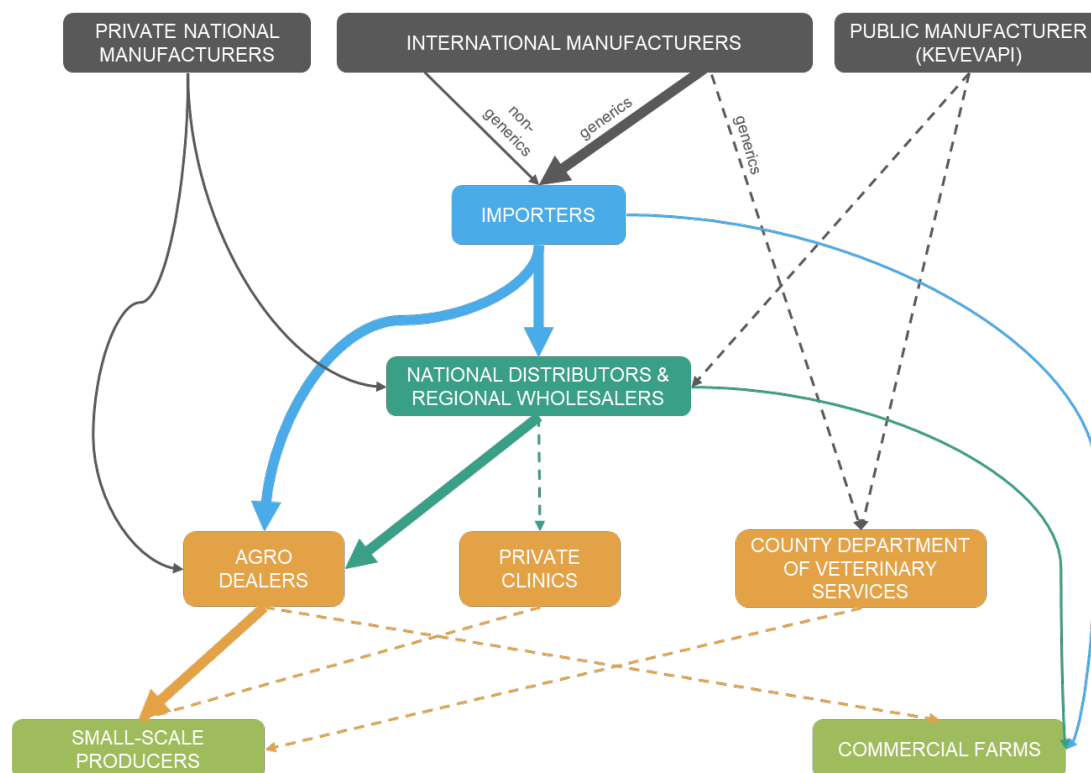 PRIVATE NATIONAL
MANUFACTURERS
INTERNATIONAL MANUFACTURERS
PUBLIC MANUFACTURER
(KEVEVAPI)
non-
generics
generics
generics
IMPORTERS
NATIONAL DISTRIBUTORS &
REGIONAL WHOLESALERS
AGRO
DEALERS
PRIVATE
CLINICS
COUNTY DEPARTMENT
OF VETERINARY
SERVICES
SMALL-SCALE
PRODUCERS
COMMERCIAL FARMS